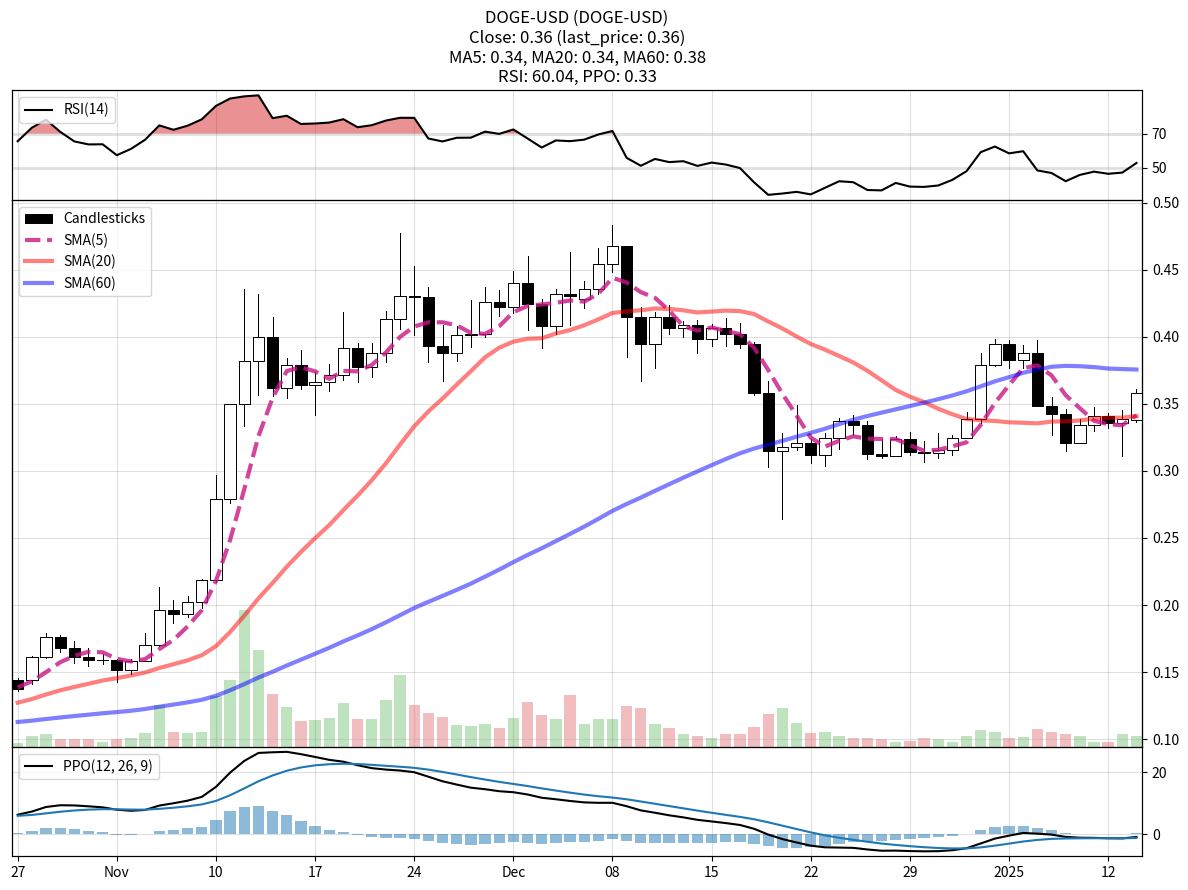 DOGE-USD (DOGE-USD)
Close: 0.36 (last_price: 0.36)
MA5: 0.34, MA20: 0.34, MA60: 0.38
RSI: 60.04, PPO: 0.33
RSI(14)
70
50
Candlesticks
SMA(5)
SMA(20)
SMA(60)
0.50
0.45
0.40
0.35
0.30
0.25
0.20
0.15
0.10
PPO(12, 26, 9)
20
0
27 Nov 10 17 24 Dec 08 15 22 29 2025 12